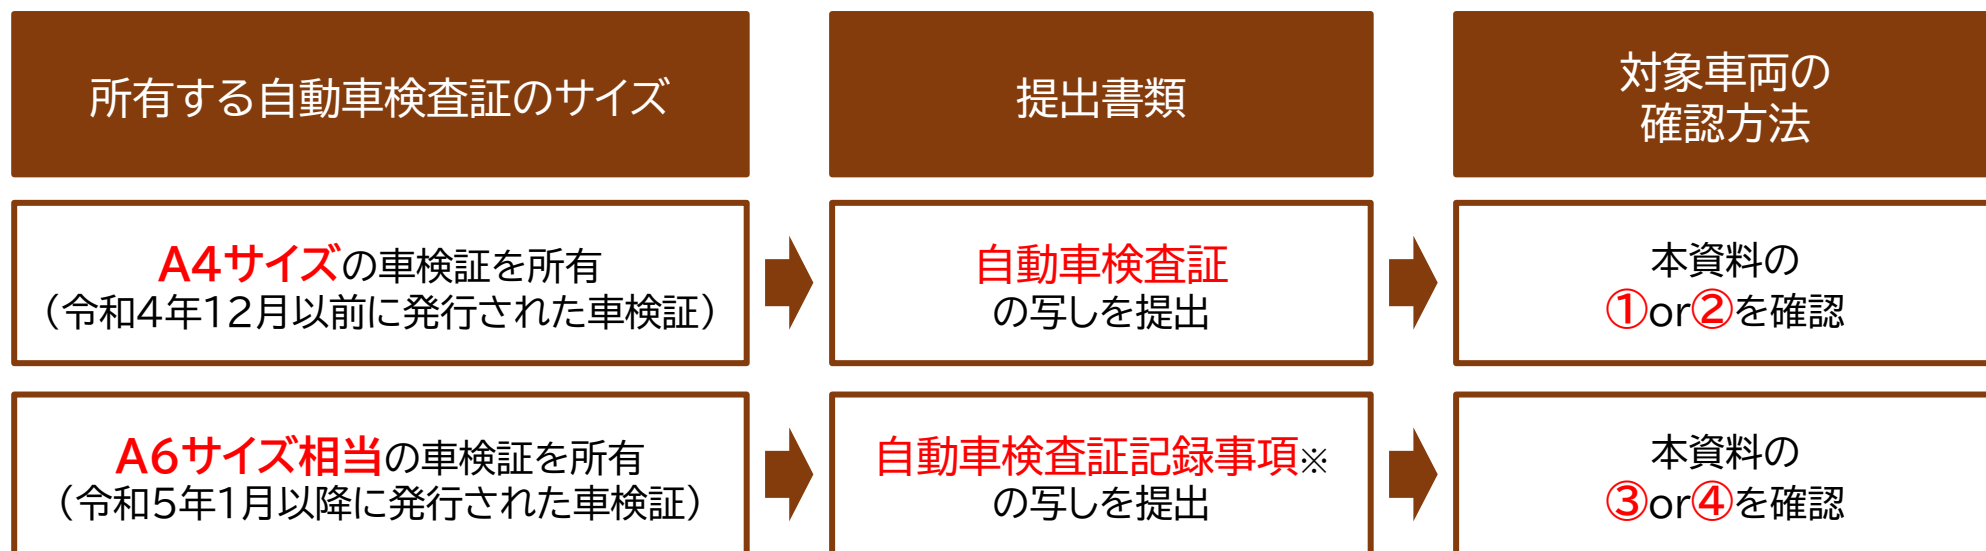 所有する自動車検査証のサイズ
提出書類
対象車両の
確認方法
A4サイズの車検証を所有
（令和4年12月以前に発行された車検証）
自動車検査証
の写しを提出
本資料の
①or②を確認
A6サイズ相当の車検証を所有
（令和5年1月以降に発行された車検証）
自動車検査証記録事項※
の写しを提出
本資料の
③or④を確認